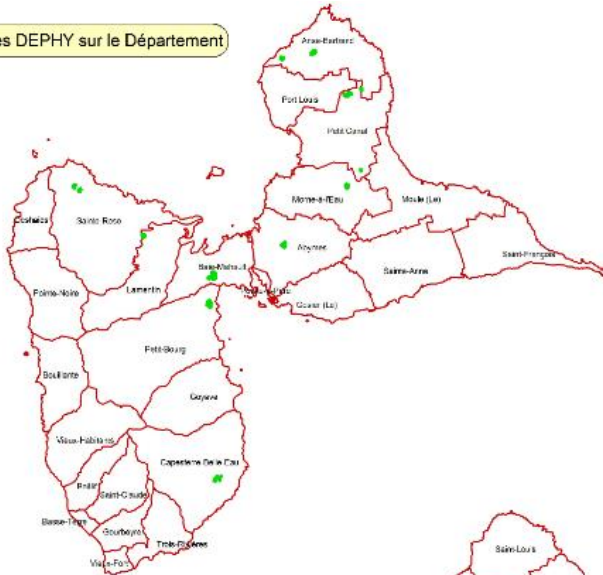 es DEPHY sur le Département
Anse-Bertrand
Port Louis
Petit Canal
Morne-à-l'Eau
Moule (Le)
Sainte-Rose
Deshaies
Abymes
Saint-François
Baie-Mahault
Sainte-Anne
Pointe-Noire
Lamentin
Gosier (Le)
Petit-Bourg
Bouillante
Goyave
Vieux-Habitants
Capesterre Belle Eau
Saint-Claude
Basse-Terre
Gourbeyre
Trois-Rivières
Vieux-Fort
Saint-Louis